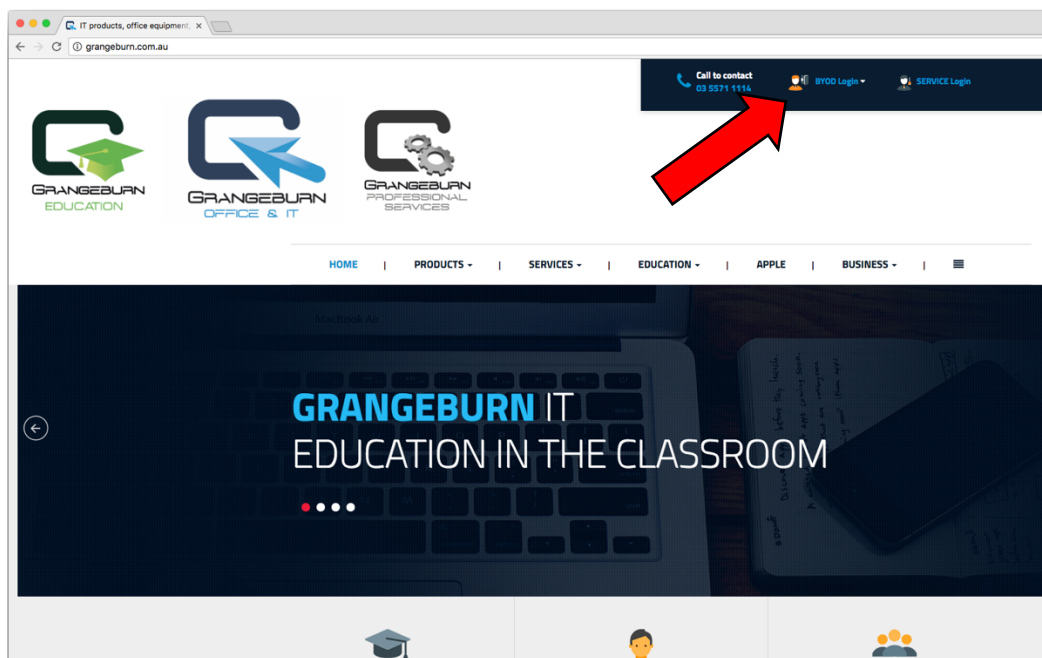 IT products, office equipment,
grangeburn.com.au
Call to contact
03 5571 1114
BYOD Login
SERVICE Login
GRANGEBURN
EDUCATION
GRANGEBURN
OFFICE & IT
GRANGEBURN
PROFESSIONAL
SERVICES
HOME | PRODUCTS | SERVICES | EDUCATION | APPLE | BUSINESS |
MacBook Air
GRANGEBURN IT
EDUCATION IN THE CLASSROOM